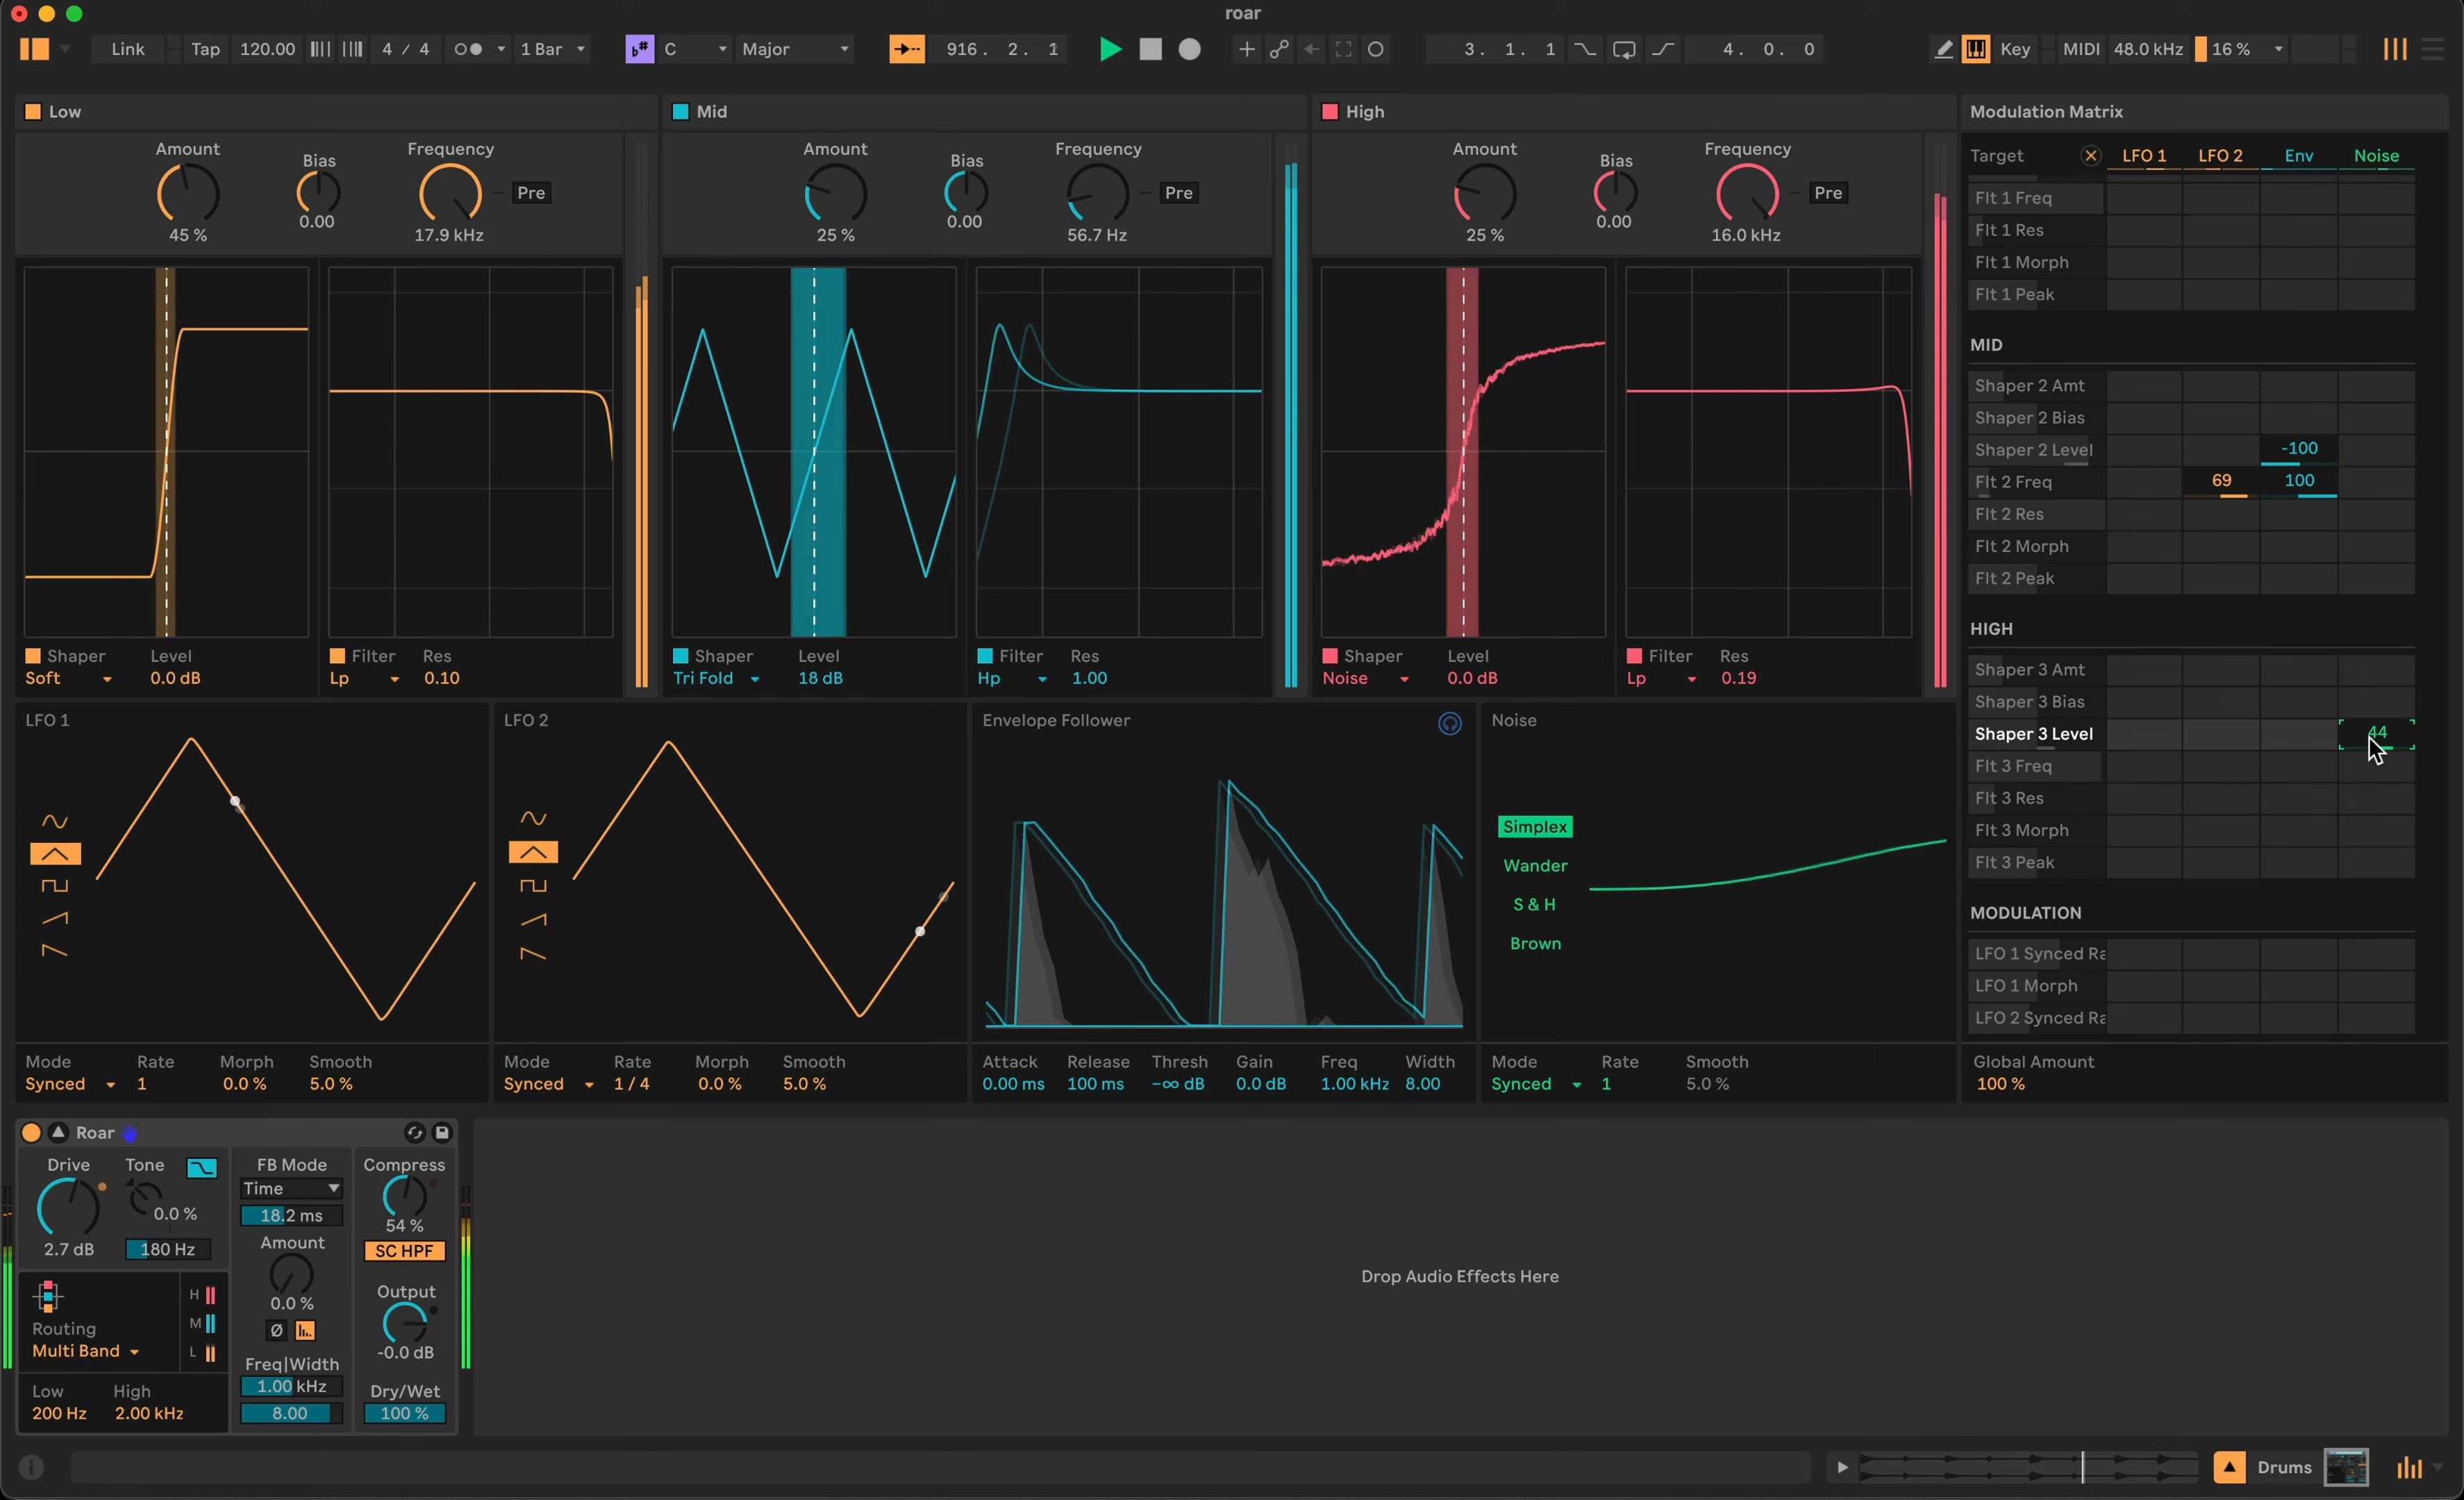 roar
Link Tap 120.00 4 / 4 1 Bar C Major 916. 2. 1 3. 1. 1 4. 0. 0 Key MIDI 48.0 kHz 16 %
Low
Amount Bias Frequency
45 % 0.00 17.9 kHz Pre
Shaper Level Filter Res
Soft 0.0 dB Lp 0.10
Mid
Amount Bias Frequency
25 % 0.00 56.7 Hz Pre
Shaper Level Filter Res
Tri Fold 18 dB Hp 1.00
High
Amount Bias Frequency
25 % 0.00 16.0 kHz Pre
Shaper Level Filter Res
Noise 0.0 dB Lp 0.19
Modulation Matrix
Target LFO 1 LFO 2 Env Noise
Flt 1 Freq
Flt 1 Res
Flt 1 Morph
Flt 1 Peak
MID
Shaper 2 Amt
Shaper 2 Bias
Shaper 2 Level -100
Flt 2 Freq 69 100
Flt 2 Res
Flt 2 Morph
Flt 2 Peak
HIGH
Shaper 3 Amt
Shaper 3 Bias
Shaper 3 Level 44
Flt 3 Freq
Flt 3 Res
Flt 3 Morph
Flt 3 Peak
MODULATION
LFO 1 Synced Ra
LFO 1 Morph
LFO 2 Synced Ra
Global Amount
100 %
LFO 1
Mode Rate Morph Smooth
Synced 1 0.0 % 5.0 %
LFO 2
Mode Rate Morph Smooth
Synced 1 / 4 0.0 % 5.0 %
Envelope Follower
Attack Release Thresh Gain Freq Width
0.00 ms 100 ms -∞ dB 0.0 dB 1.00 kHz 8.00
Noise
Simplex
Wander
S & H
Brown
Mode Rate Smooth
Synced 1 5.0 %
Roar
Drive Tone
0.0 %
2.7 dB 180 Hz
H
M
L
Routing
Multi Band
Low High
200 Hz 2.00 kHz
FB Mode
Time
18.2 ms
Amount
0.0 %
Ø
Freq|Width
1.00 kHz
8.00
Compress
54 %
SC HPF
Output
-0.0 dB
Dry/Wet
100 %
Drop Audio Effects Here
Drums